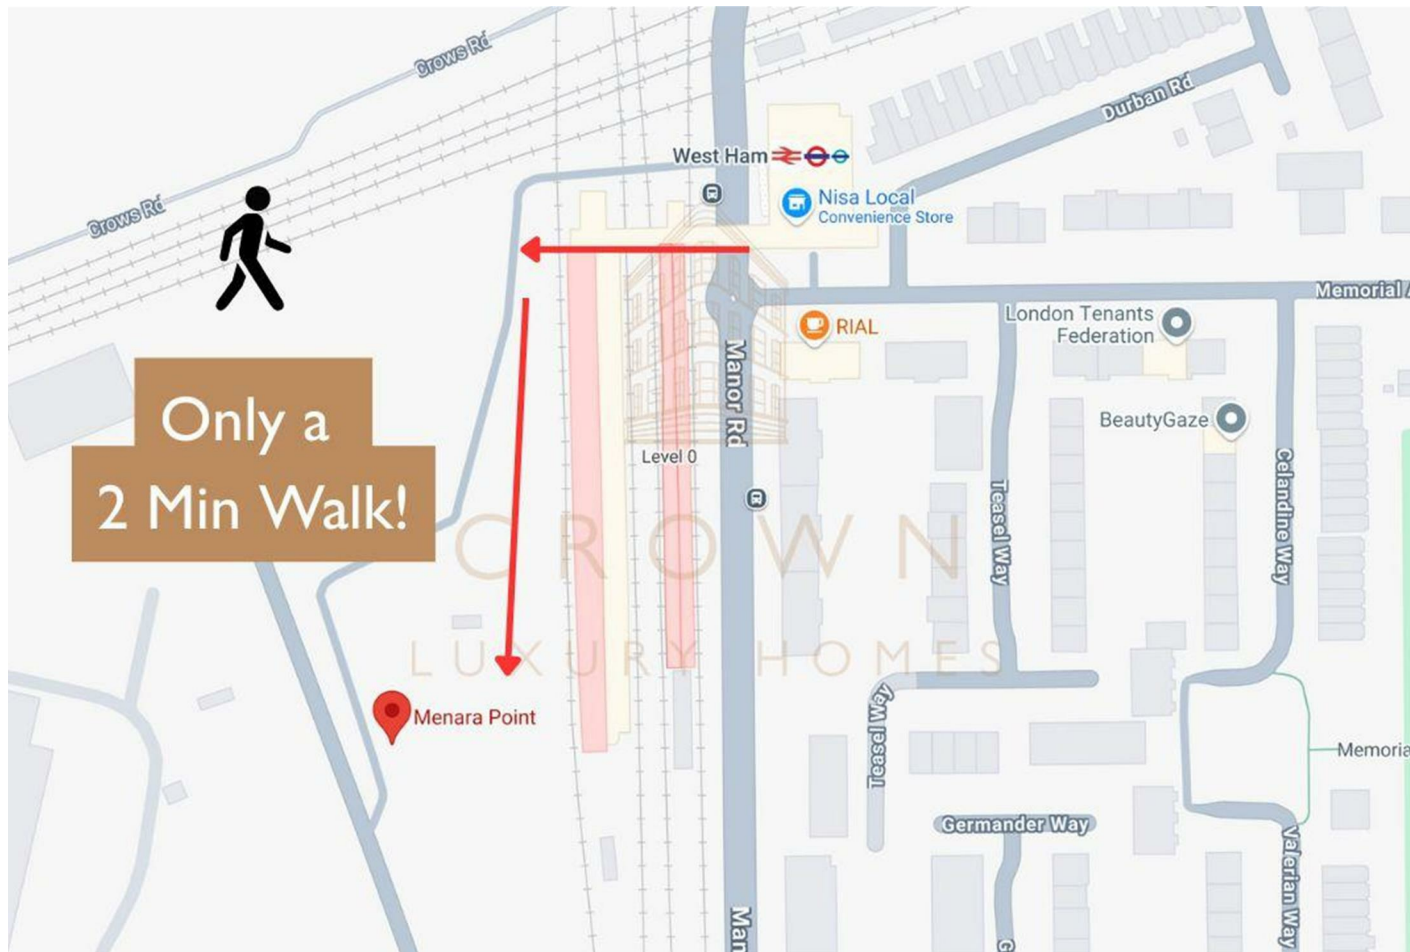 Crows Rd
Durban Rd
West Ham
Nisa Local
Convenience Store
Crows Rd
Memorial
London Tenants
Federation
RIAL
Manor Rd
Only a
2 Min Walk!
BeautyGaze
Level 0
Teasel Way
Celandine Way
CROWN
LUXURY HOMES
Menara Point
Teasel Way
Memoria
Germander Way
Valerian Way
Man
G